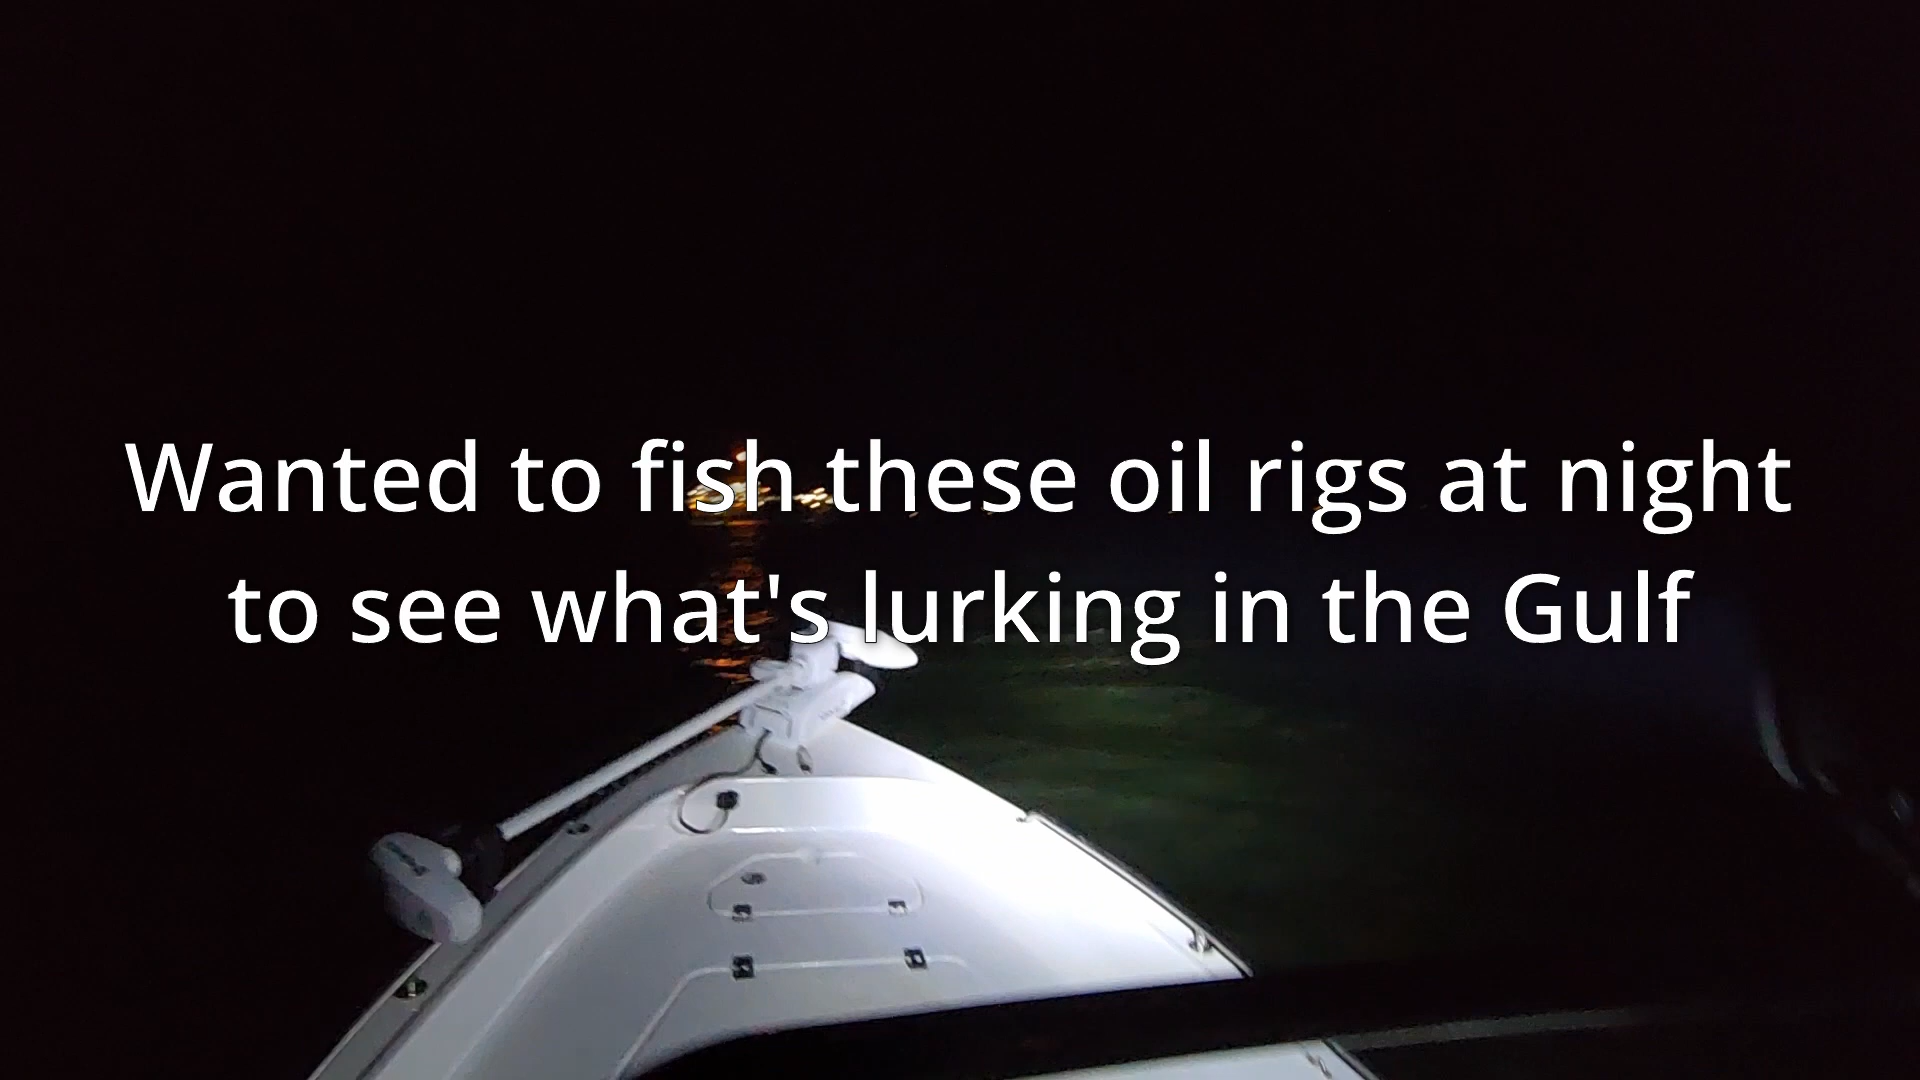 Wanted to fish these oil rigs at night
to see what's lurking in the Gulf